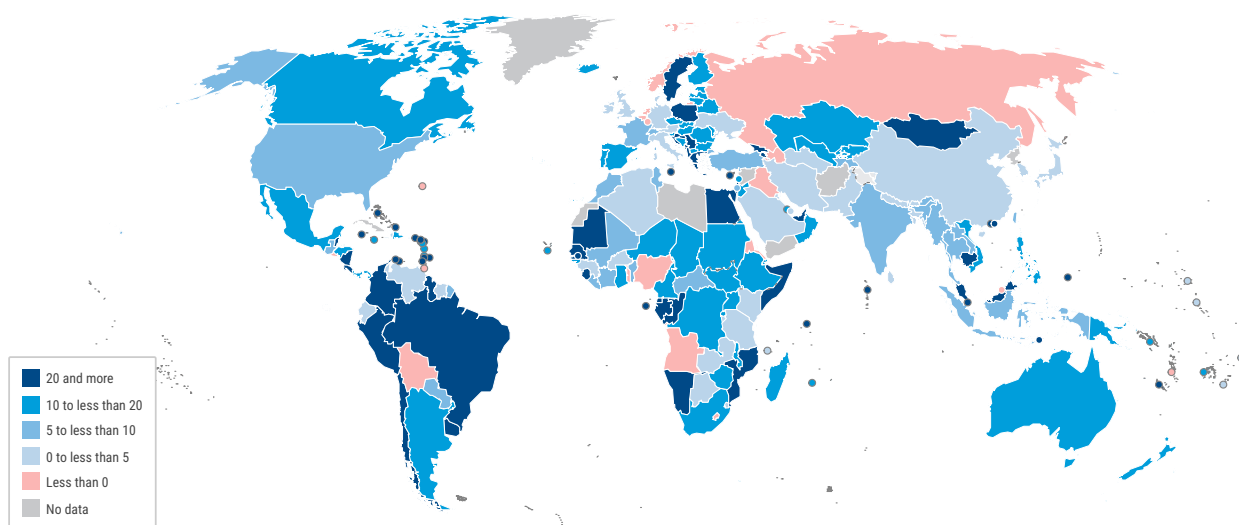 20 and more
10 to less than 20
5 to less than 10
0 to less than 5
Less than 0
No data